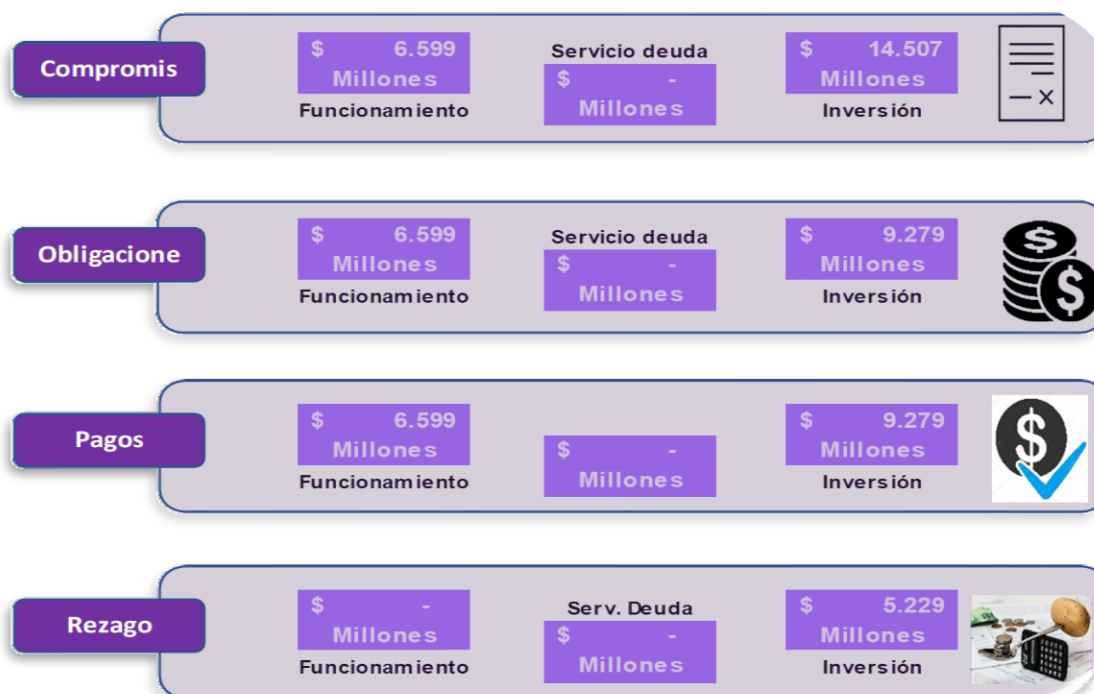 Compromis
$ 6.599
Millones
Funcionamiento
Servicio deuda
$ -
Millones
$ 14.507
Millones
Inversión
Obligacione
$ 6.599
Millones
Funcionamiento
Servicio deuda
$ -
Millones
$ 9.279
Millones
Inversión
Pagos
$ 6.599
Millones
Funcionamiento
$ -
Millones
$ 9.279
Millones
Inversión
Rezago
$ -
Millones
Funcionamiento
Serv. Deuda
$ -
Millones
$ 5.229
Millones
Inversión